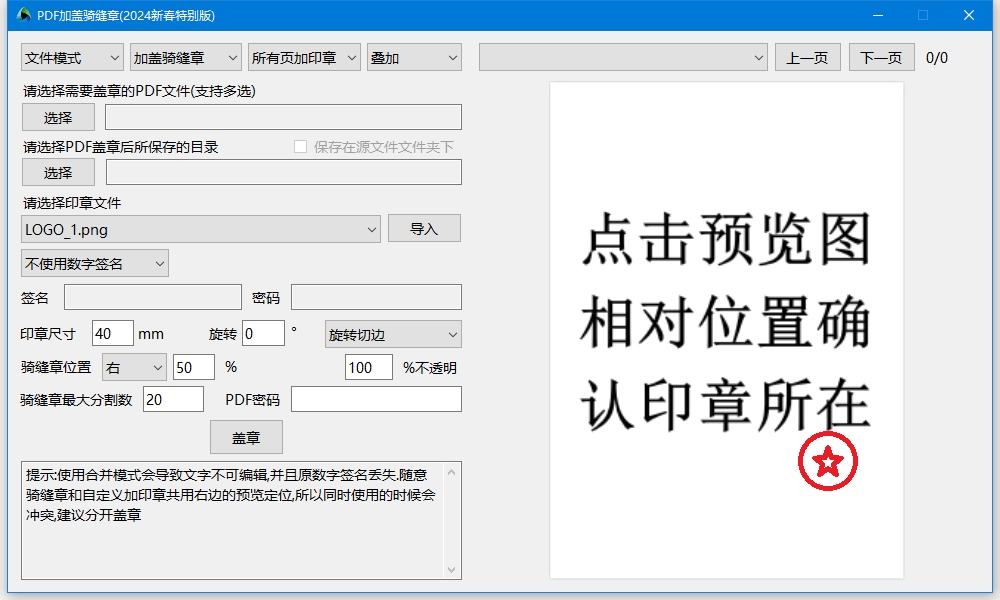 PDF加盖骑缝章(2024新春特别版)
文件模式 加盖骑缝章 所有页加印章 叠加 上一页 下一页 0/0
请选择需要盖章的PDF文件(支持多选)
选择
请选择PDF盖章后所保存的目录 保存在源文件文件夹下
选择
请选择印章文件
LOGO_1.png 导入
不使用数字签名
签名 密码
印章尺寸 40 mm 旋转 0 ° 旋转切边
骑缝章位置 右 50 % 100 %不透明
骑缝章最大分割数 20 PDF密码
盖章
提示:使用合并模式会导致文字不可编辑,并且原数字签名丢失.随意
骑缝章和自定义加印章共用右边的预览定位,所以同时使用的时候会
冲突,建议分开盖章
点击预览图
相对位置确
认印章所在